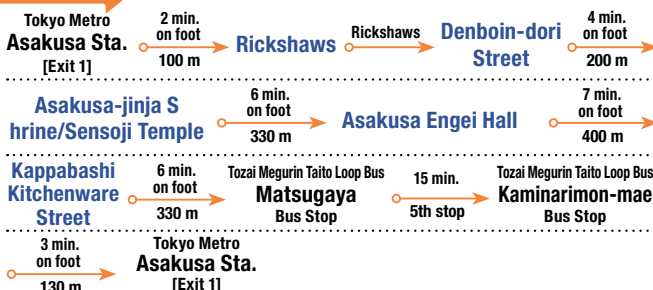 Tokyo Metro
Asakusa Sta.
[Exit 1]
2 min.
on foot
100 m
Rickshaws
Rickshaws
Denboin-dori
Street
4 min.
on foot
200 m
Asakusa-jinja S
hrine/Sensoji Temple
6 min.
on foot
330 m
Asakusa Engei Hall
7 min.
on foot
400 m
Kappabashi
Kitchenware
Street
6 min.
on foot
330 m
Tozai Megurin Taito Loop Bus
Matsugaya
Bus Stop
15 min.
5th stop
Tozai Megurin Taito Loop Bus
Kaminarimon-mae
Bus Stop
3 min.
on foot
130 m
Tokyo Metro
Asakusa Sta.
[Exit 1]